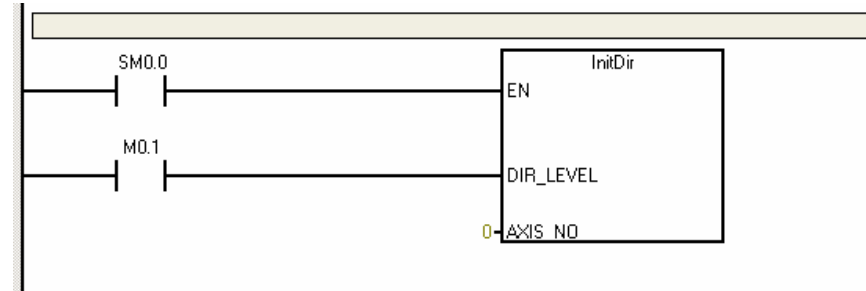 SM0.0
InitDir
EN
M0.1
DIR_LEVEL
0
AXIS_NO